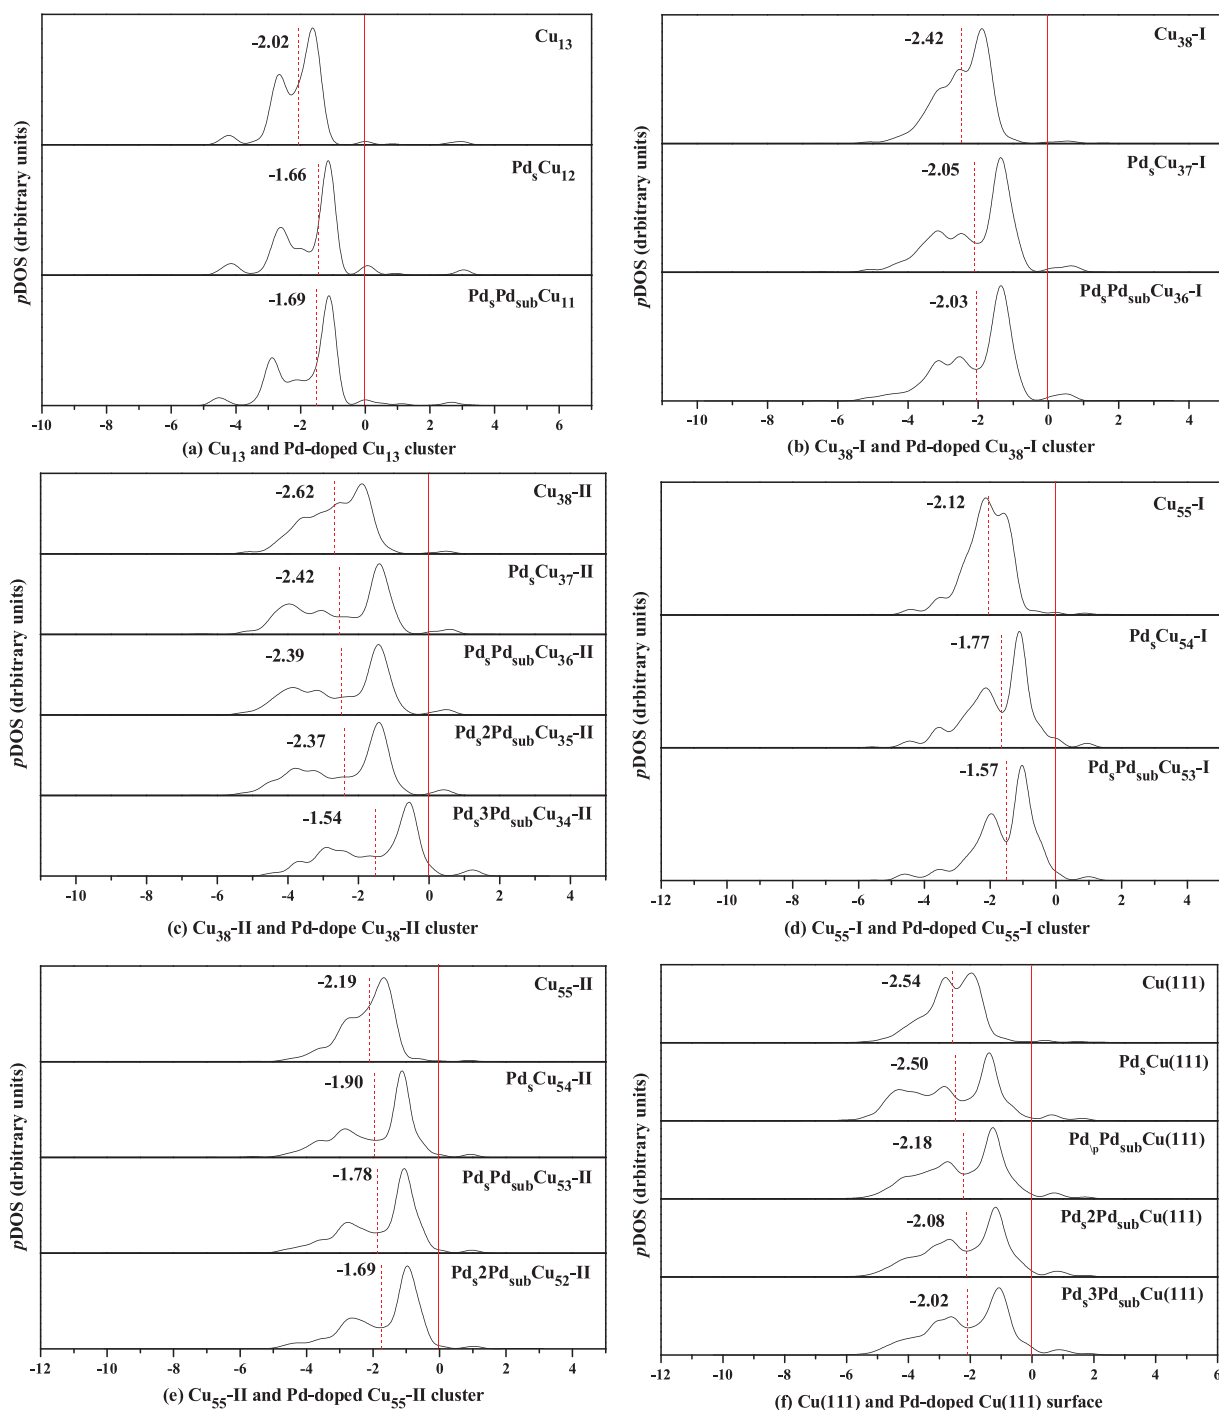 pDOS (drbitrary units)
-2.02
Cu13
-1.66
PdsCu12
-1.69
PdsPdsubCu11
-10 -8 -6 -4 -2 0 2 4 6
(a) Cu13 and Pd-doped Cu13 cluster
pDOS (drbitrary units)
-2.42
Cu38-I
-2.05
PdsCu37-I
-2.03
PdsPdsubCu36-I
-8 -4 0 4
(b) Cu38-I and Pd-doped Cu38-I cluster
pDOS (drbitrary units)
-2.62
Cu38-II
-2.42
PdsCu37-II
-2.39
PdsPdsubCu36-II
-2.37
Pds2PdsubCu35-II
-1.54
Pds3PdsubCu34-II
-10 -8 -6 -4 -2 0 2 4
(c) Cu38-II and Pd-dope Cu38-II cluster
pDOS (drbitrary units)
-2.12
Cu55-I
-1.77
PdsCu54-I
-1.57
PdsPdsubCu53-I
-12 -10 -8 -6 -4 -2 0 2 4
(d) Cu55-I and Pd-doped Cu55-I cluster
pDOS (drbitrary units)
-2.19
Cu55-II
-1.90
PdsCu54-II
-1.78
PdsPdsubCu53-II
-1.69
Pds2PdsubCu52-II
-12 -10 -8 -6 -4 -2 0 2 4
(e) Cu55-II and Pd-doped Cu55-II cluster
pDOS (drbitrary units)
-2.54
Cu(111)
-2.50
PdsCu(111)
-2.18
Pd\pPdsubCu(111)
-2.08
Pds2PdsubCu(111)
-2.02
Pds3PdsubCu(111)
-12 -10 -8 -6 -4 -2 0 2 4 6
(f) Cu(111) and Pd-doped Cu(111) surface